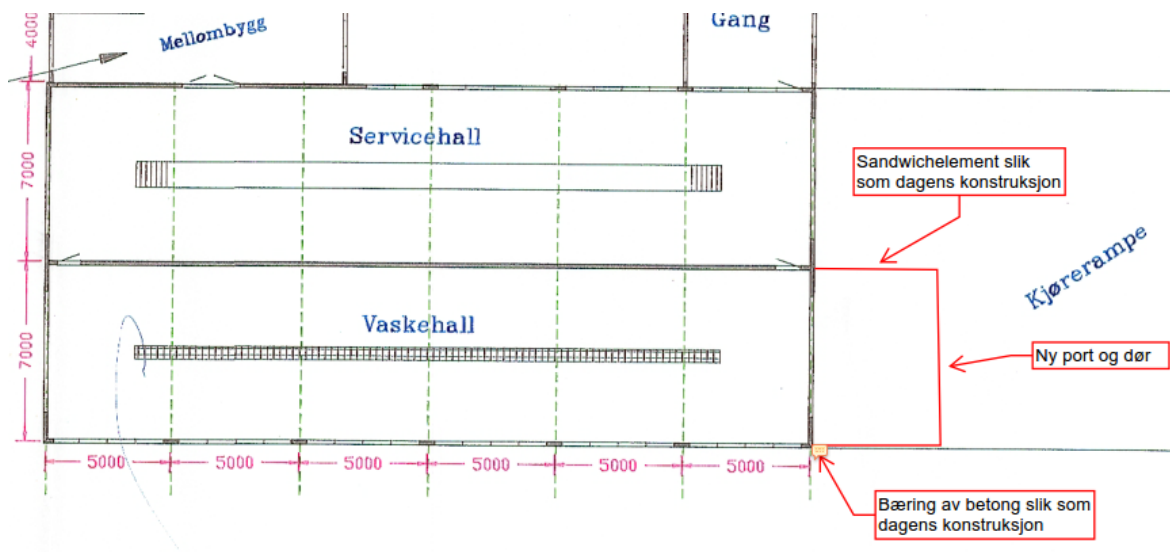 4000
Mellombygg
Gang
7000
Servicehall
Sandwichelement slik
som dagens konstruksjon
Kjørerampe
7000
Vaskehall
Ny port og dør
5000
5000
5000
5000
5000
5000
Bæring av betong slik som
dagens konstruksjon